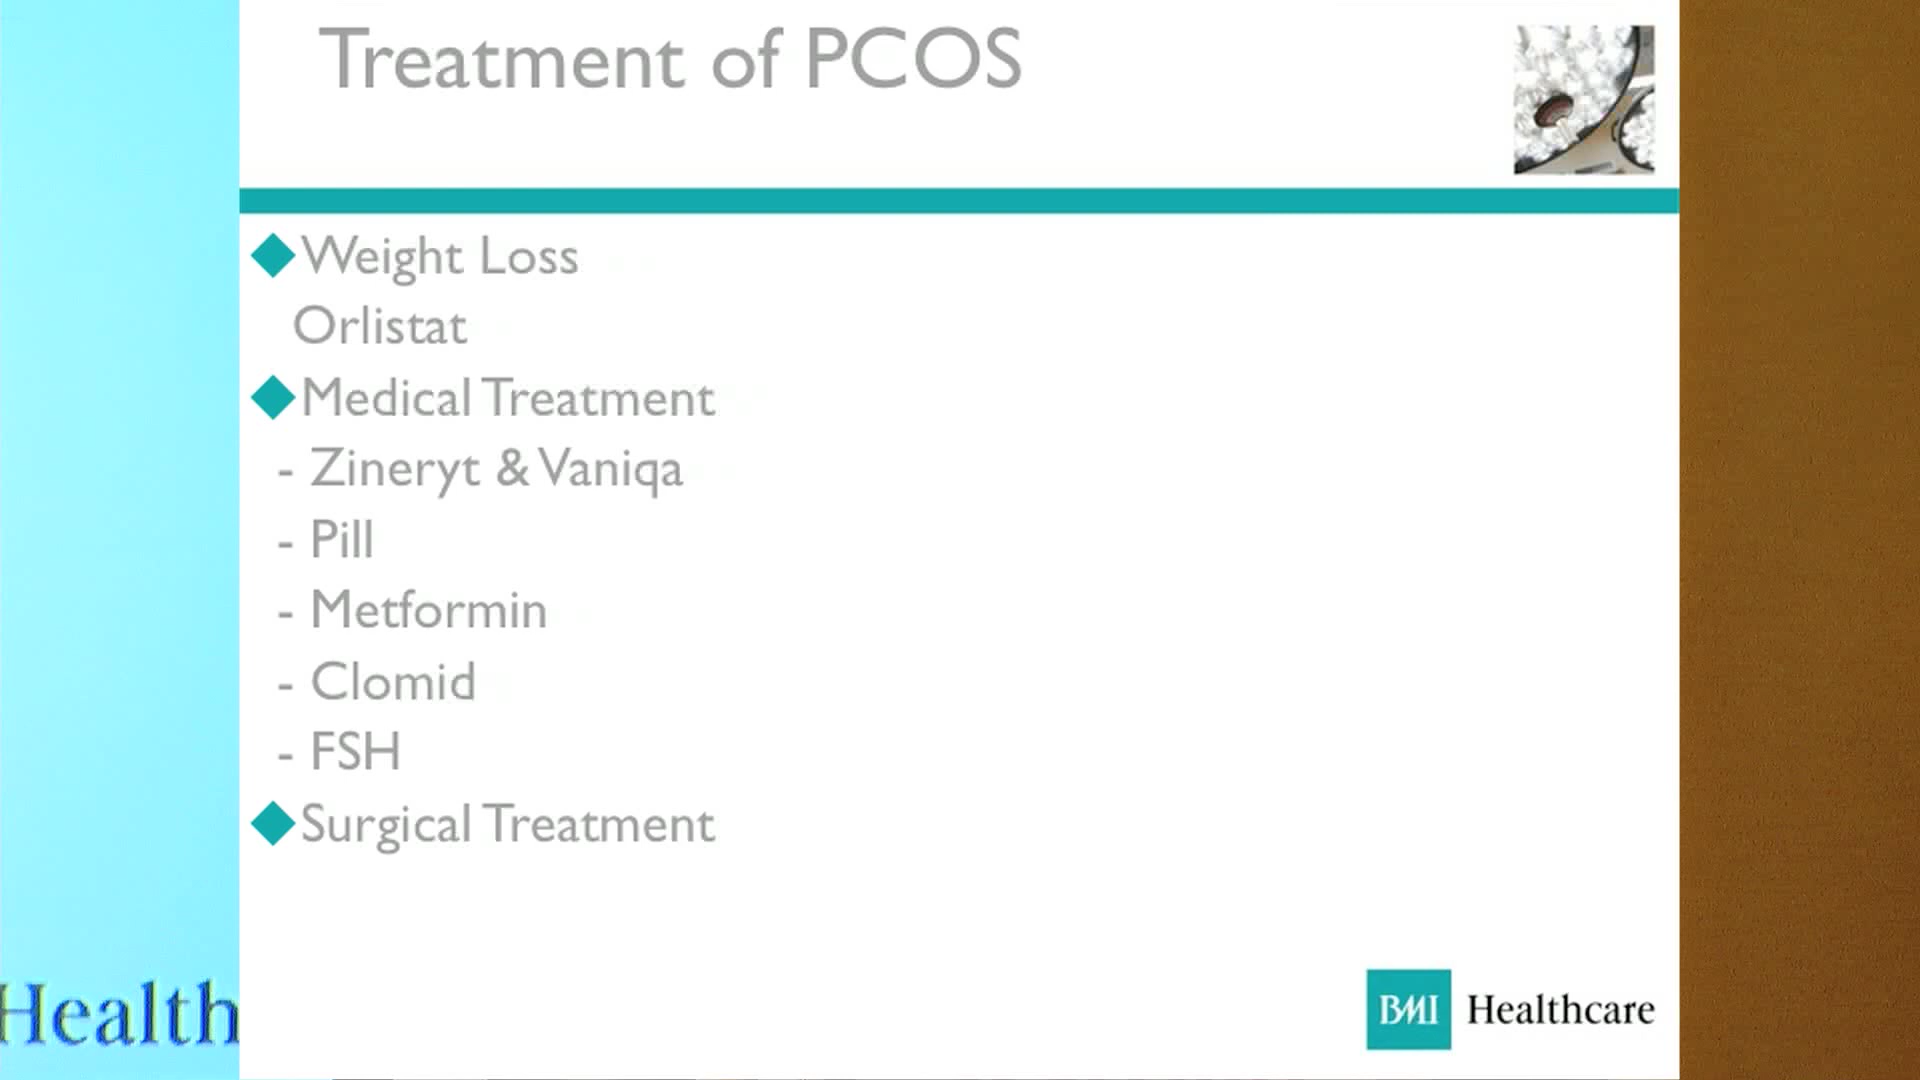 Treatment of PCOS
Weight Loss
Orlistat
Medical Treatment
- Zineryt & Vaniqa
- Pill
- Metformin
- Clomid
- FSH
Surgical Treatment
Health
BMI Healthcare